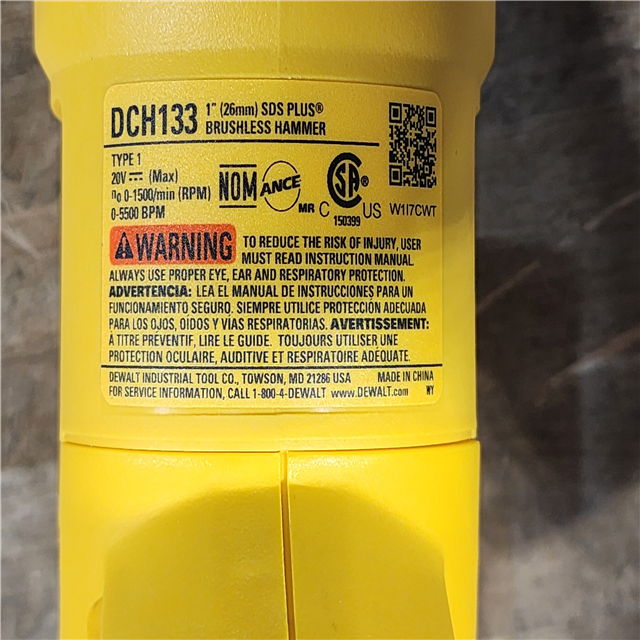 DCH133 1" (26mm) SDS PLUS®
BRUSHLESS HAMMER
TYPE 1
20V ⎓ (Max)
n₀ 0-1500/min (RPM)
0-5500 BPM
NOM ANCE MR
CSA® C US
150399
W1I7CWT
⚠WARNING TO REDUCE THE RISK OF INJURY, USER
MUST READ INSTRUCTION MANUAL.
ALWAYS USE PROPER EYE, EAR AND RESPIRATORY PROTECTION.
ADVERTENCIA: LEA EL MANUAL DE INSTRUCCIONES PARA UN
FUNCIONAMIENTO SEGURO. SIEMPRE UTILICE PROTECCIÓN ADECUADA
PARA LOS OJOS, OÍDOS Y VÍAS RESPIRATORIAS. AVERTISSEMENT:
À TITRE PRÉVENTIF, LIRE LE GUIDE. TOUJOURS UTILISER UNE
PROTECTION OCULAIRE, AUDITIVE ET RESPIRATOIRE ADÉQUATE.
DEWALT INDUSTRIAL TOOL CO., TOWSON, MD 21286 USA MADE IN CHINA
FOR SERVICE INFORMATION, CALL 1-800-4-DEWALT www.DEWALT.com WY